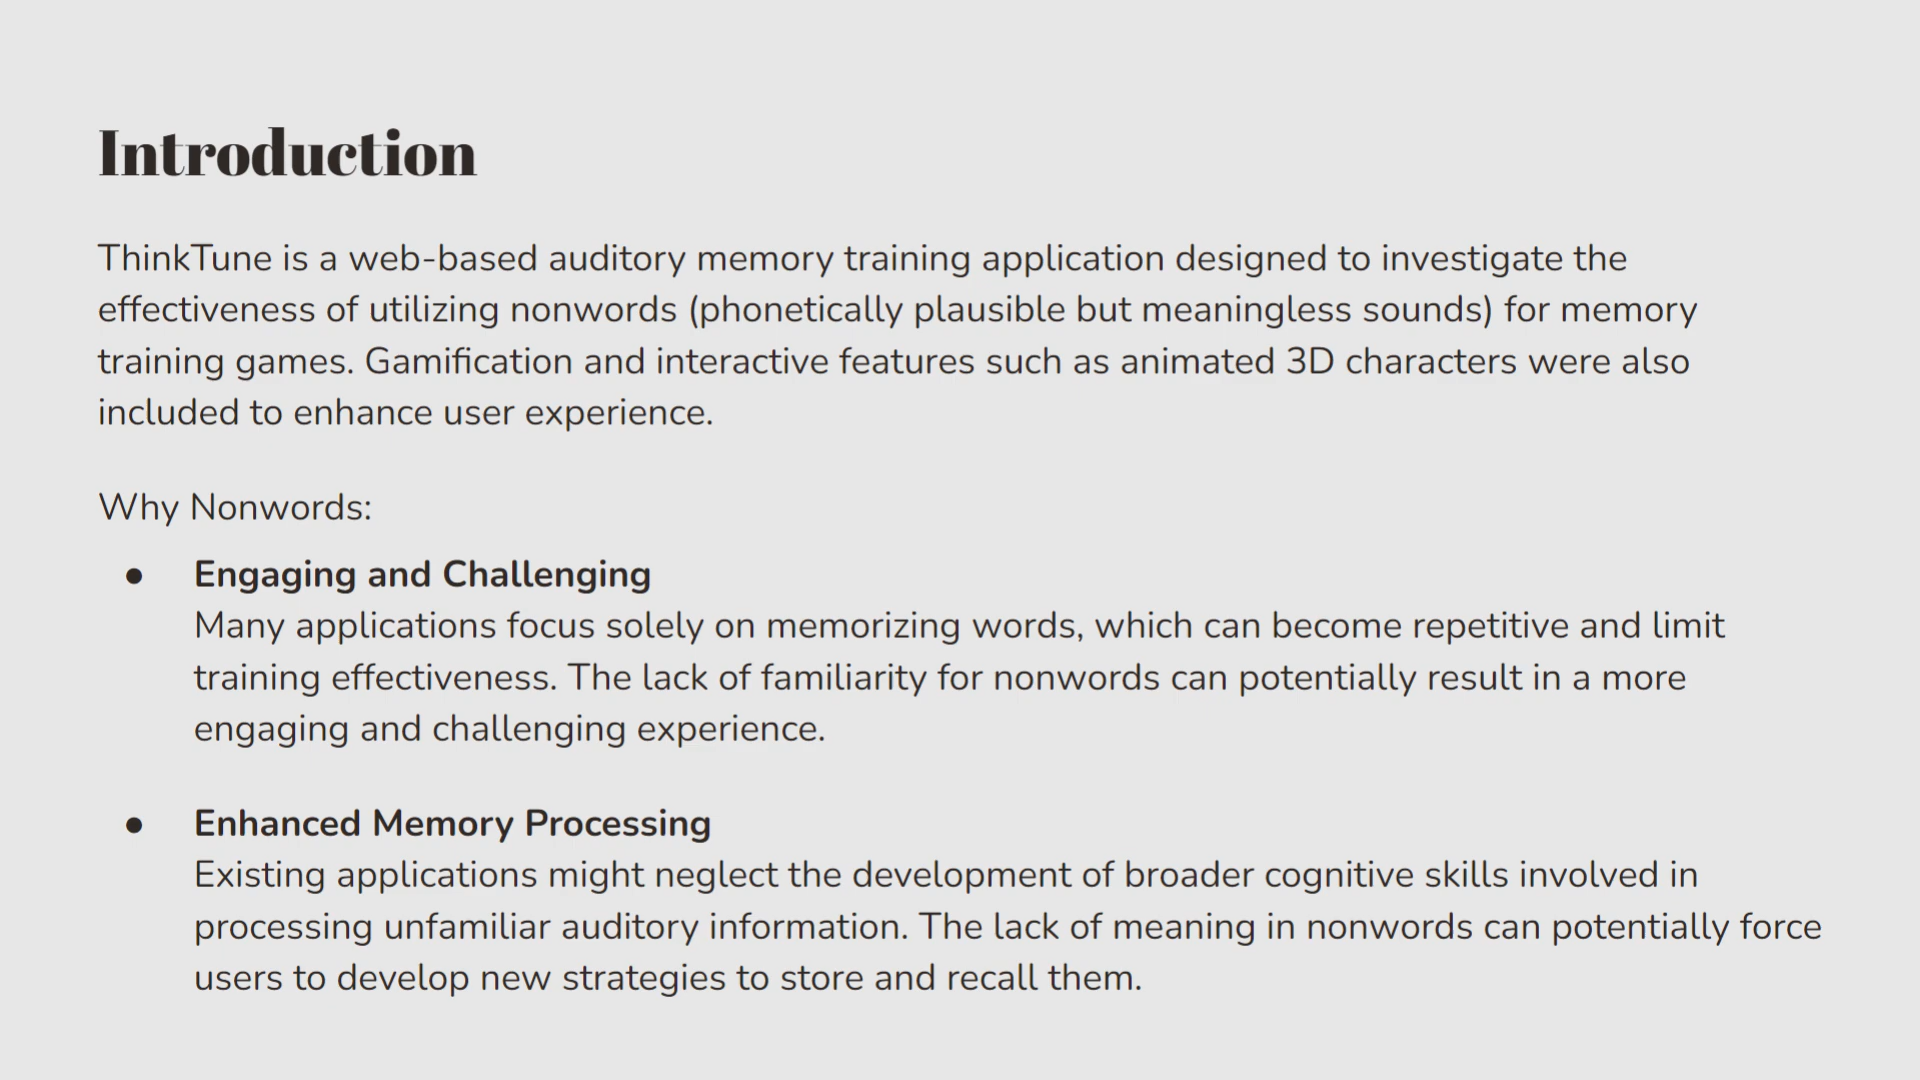 Introduction
ThinkTune is a web-based auditory memory training application designed to investigate the
effectiveness of utilizing nonwords (phonetically plausible but meaningless sounds) for memory
training games. Gamification and interactive features such as animated 3D characters were also
included to enhance user experience.
Why Nonwords:
● Engaging and Challenging
Many applications focus solely on memorizing words, which can become repetitive and limit
training effectiveness. The lack of familiarity for nonwords can potentially result in a more
engaging and challenging experience.
● Enhanced Memory Processing
Existing applications might neglect the development of broader cognitive skills involved in
processing unfamiliar auditory information. The lack of meaning in nonwords can potentially force
users to develop new strategies to store and recall them.